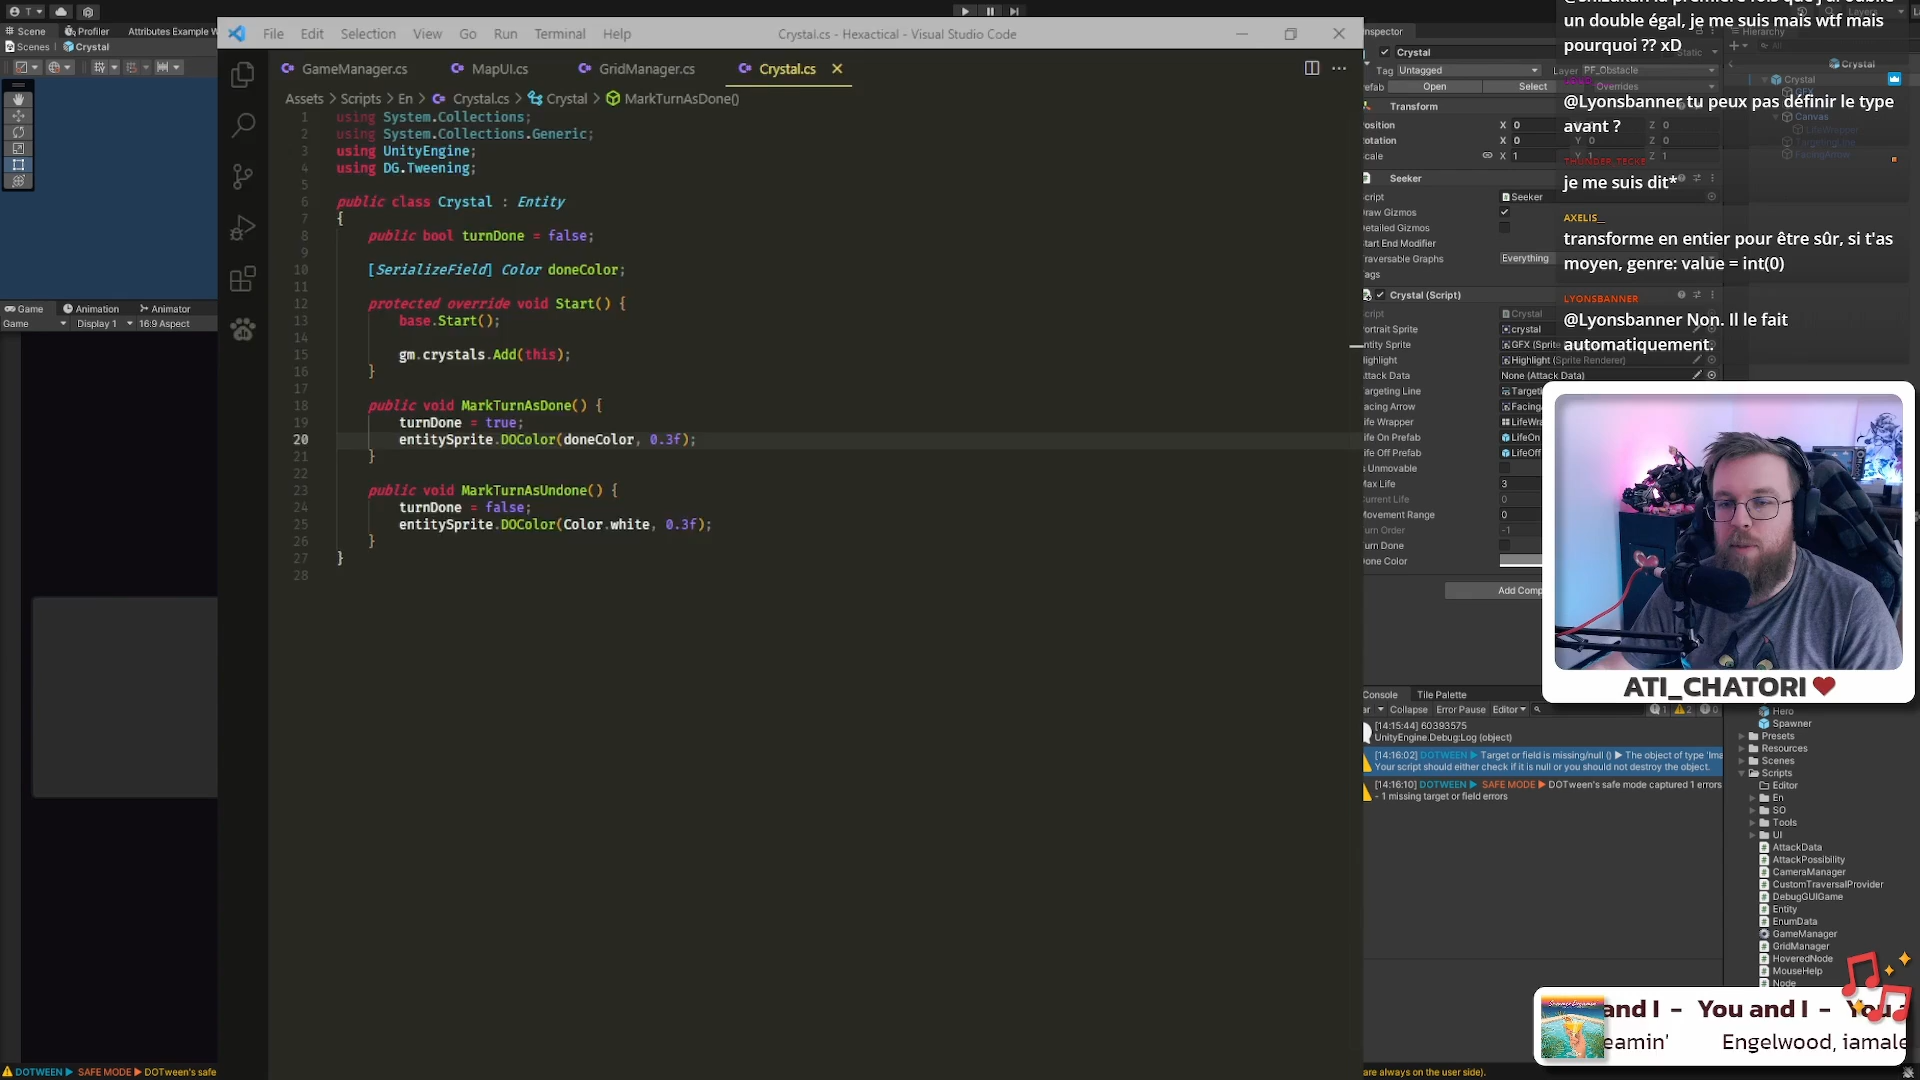 File Edit Selection View Go Run Terminal Help
Crystal.cs - Hexactical - Visual Studio Code
GameManager.cs
MapUI.cs
GridManager.cs
Crystal.cs
Assets > Scripts > En > Crystal.cs > Crystal > MarkTurnAsDone()
1 using System.Collections;
2 using System.Collections.Generic;
3 using UnityEngine;
4 using DG.Tweening;
5
6 public class Crystal : Entity
7 {
8 public bool turnDone = false;
9
10 [SerializeField] Color doneColor;
11
12 protected override void Start() {
13 base.Start();
14
15 gm.crystals.Add(this);
16 }
17
18 public void MarkTurnAsDone() {
19 turnDone = true;
20 entitySprite.DOColor(doneColor, 0.3f);
21 }
22
23 public void MarkTurnAsUndone() {
24 turnDone = false;
25 entitySprite.DOColor(Color.white, 0.3f);
26 }
27 }
28
Scene Profiler Attributes Example W
Scenes Crystal
Game Animation Animator
Game Display 1 16:9 Aspect
Crystal
Tag Untagged Layer PF_Obstacle
Open Select Overrides
Transform
X 0 Z 0
X 0 Y 0 Z 0
X 1 Y 1 Z 1
Seeker
Seeker
Draw Gizmos
Detailed Gizmos
Start End Modifier
Traversable Graphs Everything
Tags
Crystal (Script)
Script Crystal
Portrait Sprite crystal
Entity Sprite GFX (Sprite
Highlight Highlight (Sprite Renderer)
Attack Data None (Attack Data)
Targeting Line
Facing Arrow
Life Wrapper LifeWra
Life On Prefab LifeOn
Life Off Prefab LifeOff
Is Unmovable
Max Life 3
Current Life 0
Movement Range 0
Turn Order -1
Turn Done
Done Color
Add Comp
Hierarchy
Crystal
Crystal
GFX
Canvas
LifeWrapper
FacingArrow
un double égal, je me suis mais wtf mais
pourquoi ?? xD
@Lyonsbanner tu peux pas définir le type
avant ?
THUNDER_TECKE
je me suis dit*
AXELIS_
transforme en entier pour être sûr, si t'as
moyen, genre: value = int(0)
LYONSBANNER
@Lyonsbanner Non. Il le fait
automatiquement.
ATI_CHATORI
Console Tile Palette
Collapse Error Pause Editor
[14:15:44] 60393575
UnityEngine.Debug:Log (object)
[14:16:02] DOTWEEN ► Target or field is missing/null () ► The object of type 'Ima
Your script should either check if it is null or you should not destroy the object.
[14:16:10] DOTWEEN ► SAFE MODE ► DOTween's safe mode captured 1 errors
- 1 missing target or field errors
Hero
Spawner
Presets
Resources
Scenes
Scripts
Editor
En
SO
Tools
UI
AttackData
AttackPossibility
CameraManager
CustomTraversalProvider
DebugGUIGame
Entity
EnumData
GameManager
GridManager
HoveredNode
MouseHelp
Node
and I - You and I - You a
eamin' Engelwood, iamale
DOTWEEN ► SAFE MODE ► DOTween's safe
are always on the user side).